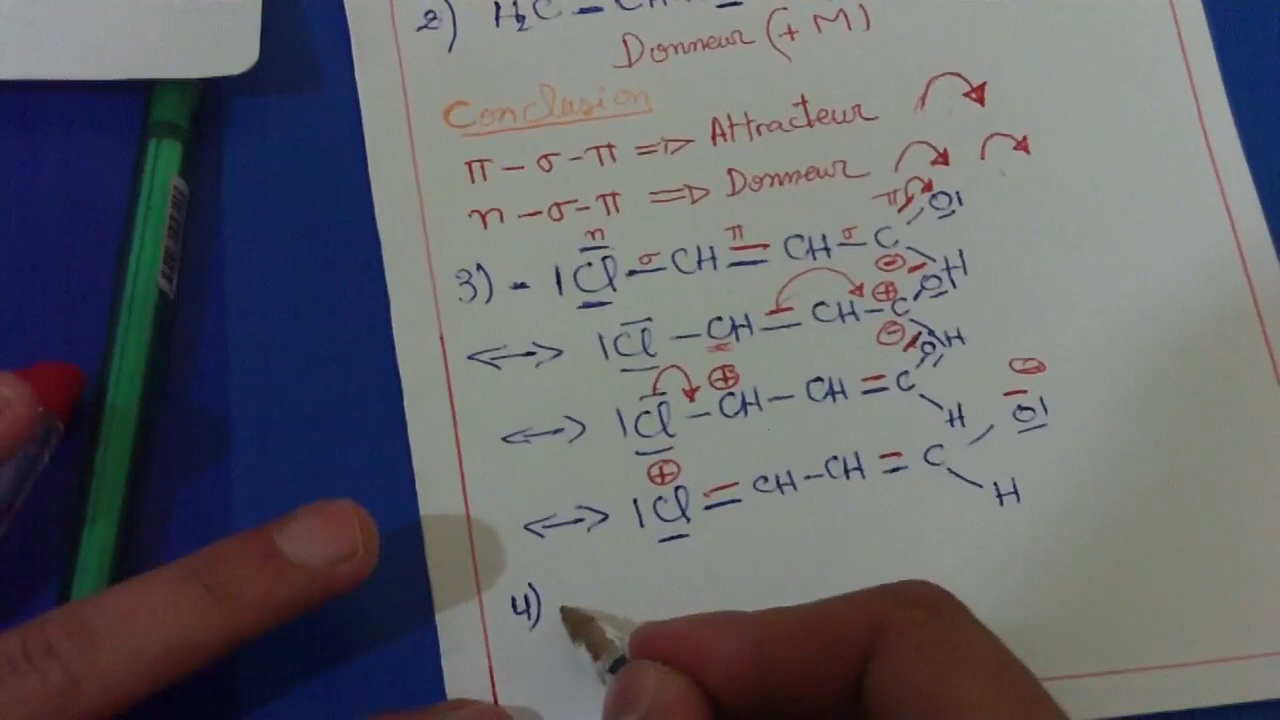 2) H₂C - CH
Donneur (+M)
Conclusion
π - σ - π => Attracteur
n - σ - π => Donneur
n σ π σ π
3) - |Cl - CH = CH - C O| H
⊖ ⊕
<-> |Cl - CH = CH - C O| H
⊕ ⊖
<-> |Cl - CH - CH = C O| H
⊕ ⊖
<-> |Cl = CH - CH = C O| H
4)